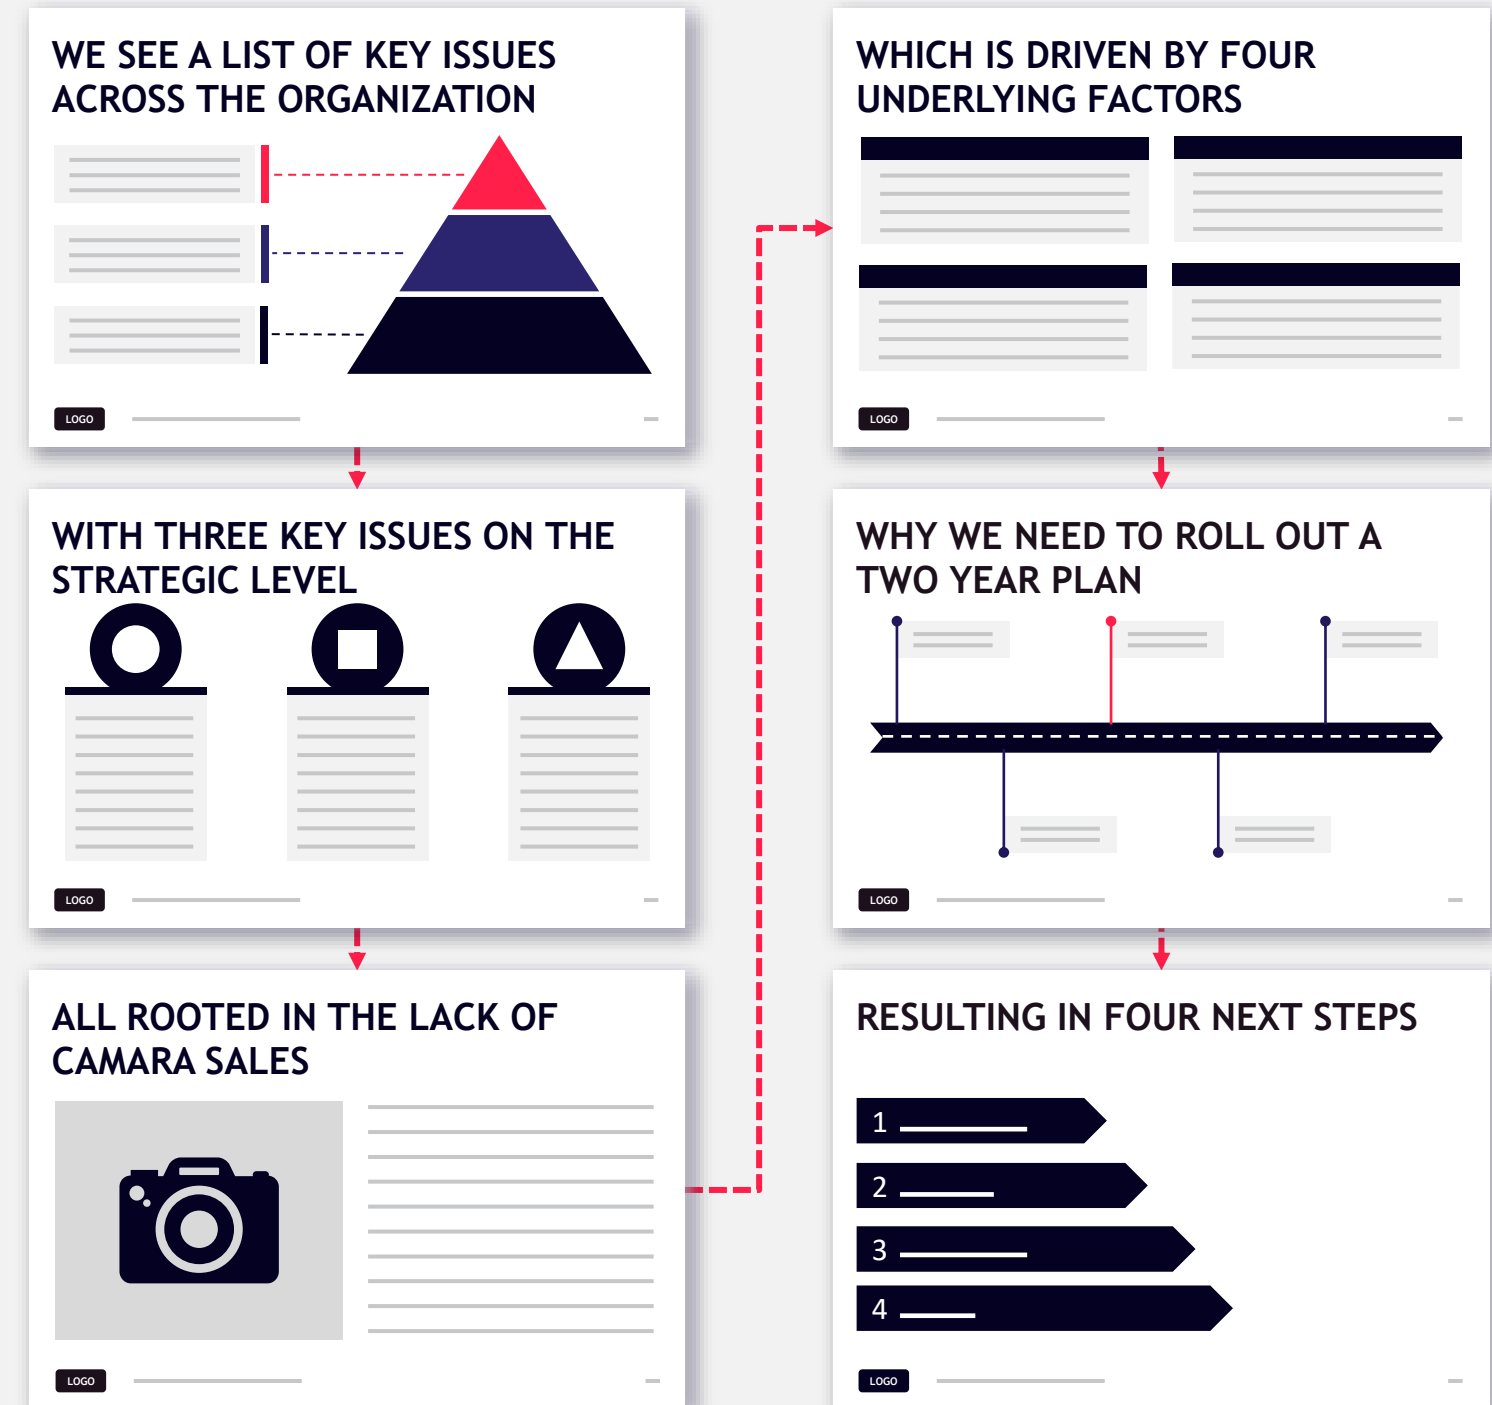 WE SEE A LIST OF KEY ISSUES
ACROSS THE ORGANIZATION
LOGO
WITH THREE KEY ISSUES ON THE
STRATEGIC LEVEL
LOGO
ALL ROOTED IN THE LACK OF
CAMARA SALES
LOGO
WHICH IS DRIVEN BY FOUR
UNDERLYING FACTORS
LOGO
WHY WE NEED TO ROLL OUT A
TWO YEAR PLAN
LOGO
RESULTING IN FOUR NEXT STEPS
1
2
3
4
LOGO